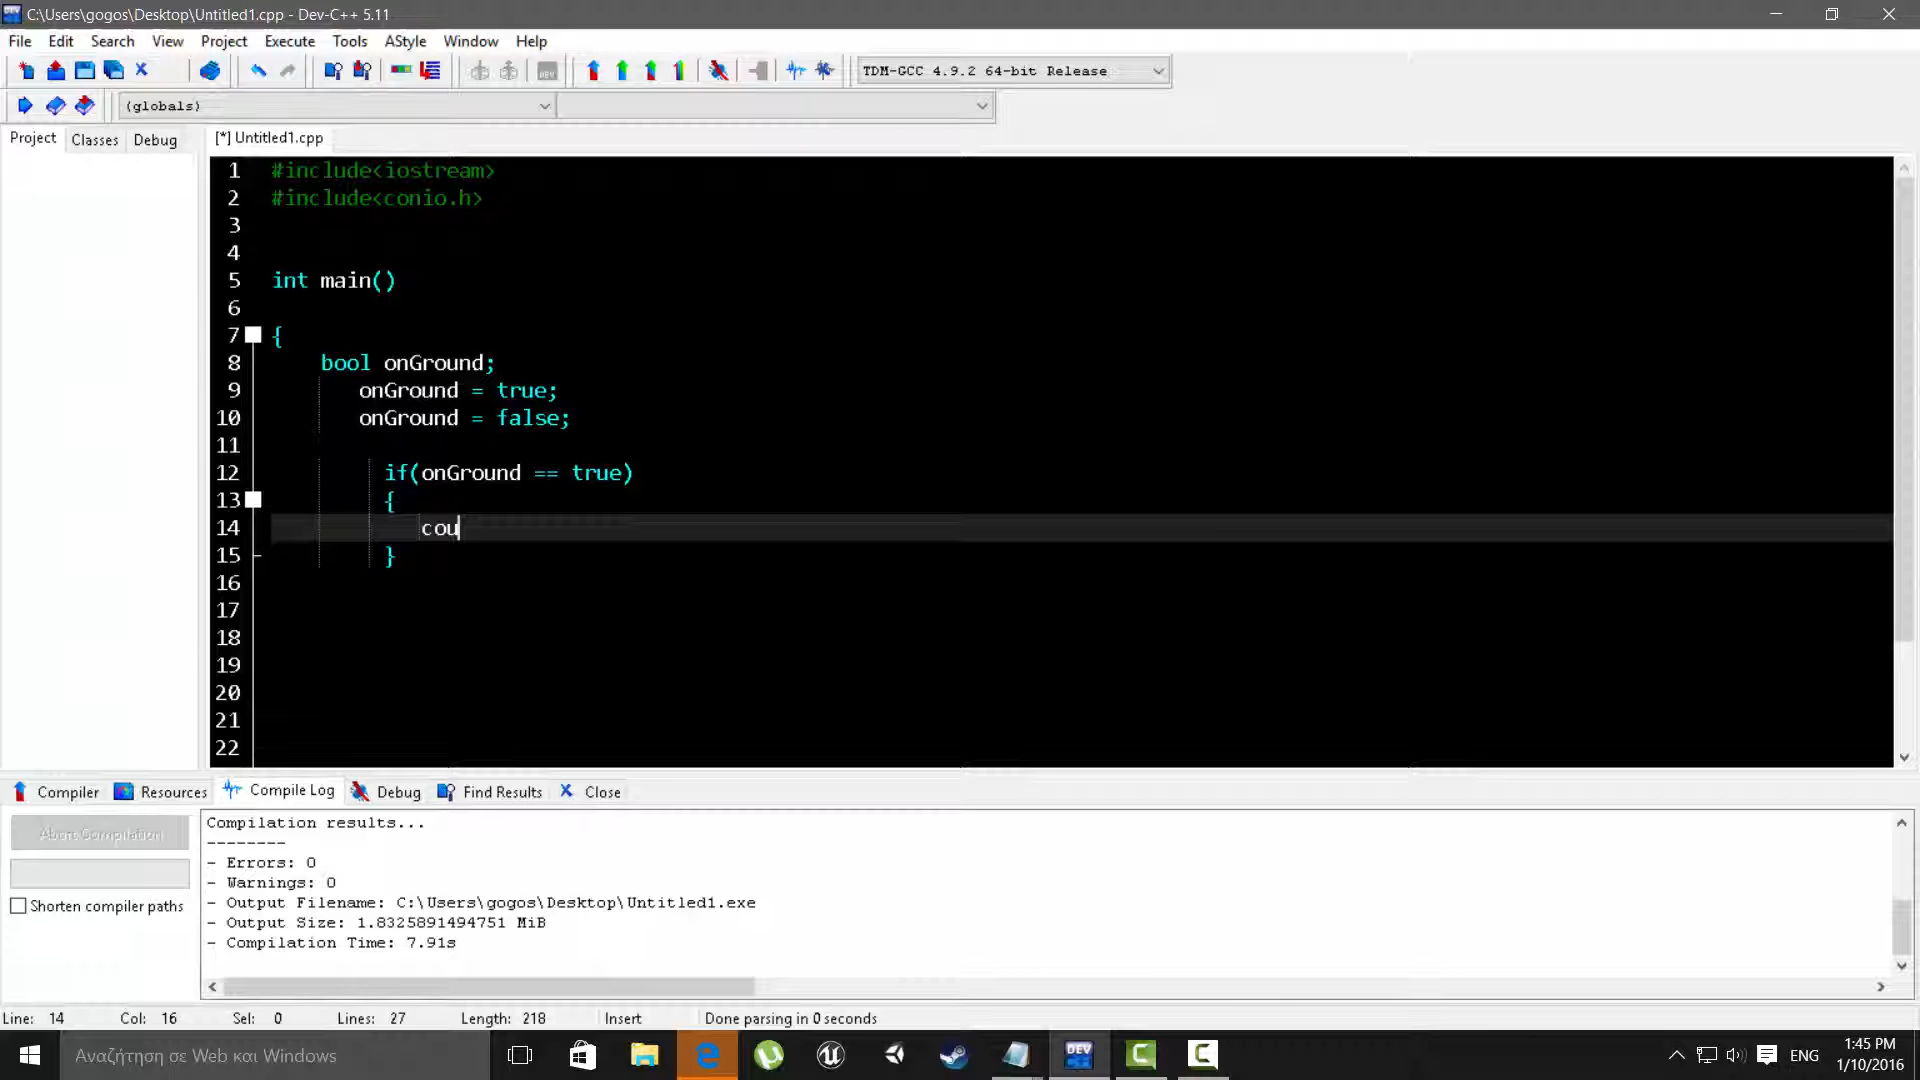 C:\Users\gogos\Desktop\Untitled1.cpp - Dev-C++ 5.11
File Edit Search View Project Execute Tools AStyle Window Help
TDM-GCC 4.9.2 64-bit Release
(globals)
Project Classes Debug [*] Untitled1.cpp
1 #include<iostream>
2 #include<conio.h>
3
4
5 int main()
6
7 {
8 bool onGround;
9 onGround = true;
10 onGround = false;
11
12 if(onGround == true)
13 {
14 cou
15 }
16
17
18
19
20
21
22
Compiler Resources Compile Log Debug Find Results Close
Abort Compilation
Shorten compiler paths
Compilation results...
--------
- Errors: 0
- Warnings: 0
- Output Filename: C:\Users\gogos\Desktop\Untitled1.exe
- Output Size: 1.8325891494751 MiB
- Compilation Time: 7.91s
Line: 14 Col: 16 Sel: 0 Lines: 27 Length: 218 Insert Done parsing in 0 seconds
Αναζήτηση σε Web και Windows
DEV
ENG
1:45 PM
1/10/2016